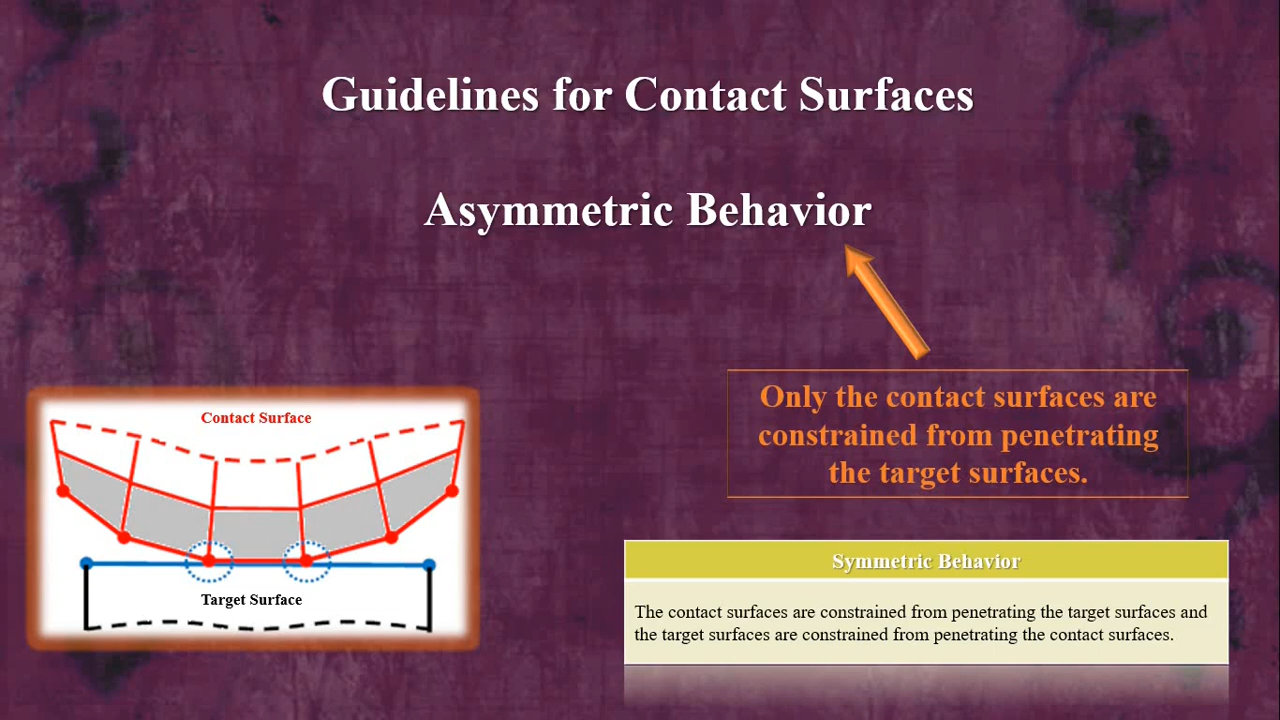 Guidelines for Contact Surfaces
Asymmetric Behavior
Only the contact surfaces are
constrained from penetrating
the target surfaces.
Contact Surface
Target Surface
Symmetric Behavior
The contact surfaces are constrained from penetrating the target surfaces and
the target surfaces are constrained from penetrating the contact surfaces.